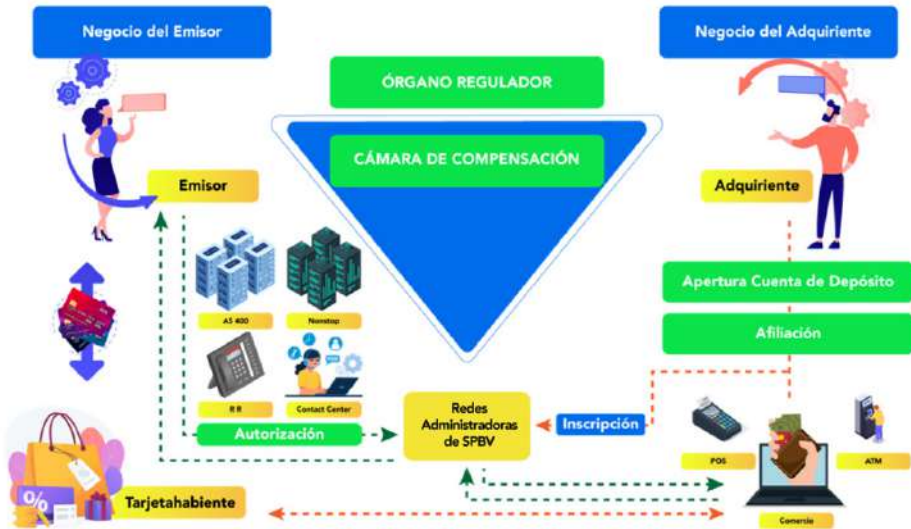 Negocio del Emisor
Negocio del Adquiriente
ÓRGANO REGULADOR
CÁMARA DE COMPENSACIÓN
Emisor
Adquiriente
Apertura Cuenta de Depósito
AS 400
Nonstop
Afiliación
R R
Contact Center
Redes
Administradoras
de SPBV
Inscripción
Autorización
POS
ATM
%
Tarjetahabiente
Comercio